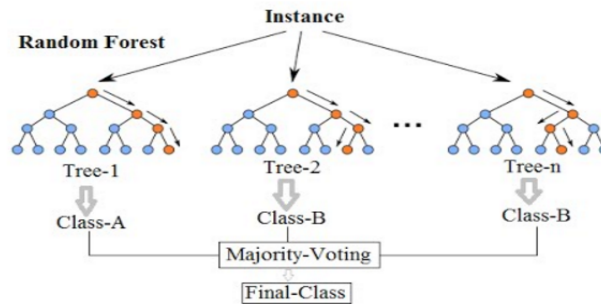 Instance
Random Forest
...
Tree-1
Tree-2
Tree-n
Class-A
Class-B
Class-B
Majority-Voting
Final-Class